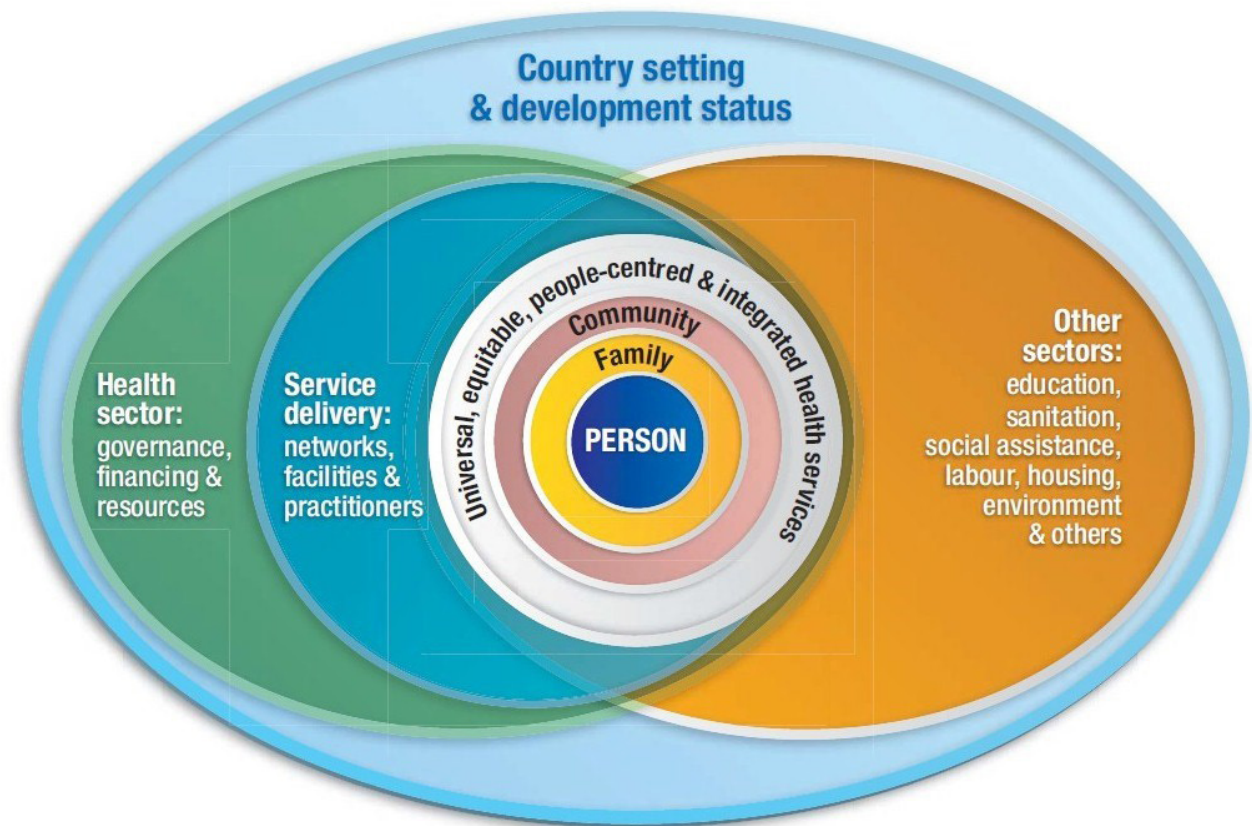 Country setting
& development status
Health
sector:
governance,
financing &
resources
Service
delivery:
networks,
facilities &
practitioners
Universal, equitable, people-centred & integrated health services
Community
Family
PERSON
Other
sectors:
education,
sanitation,
social assistance,
labour, housing,
environment
& others